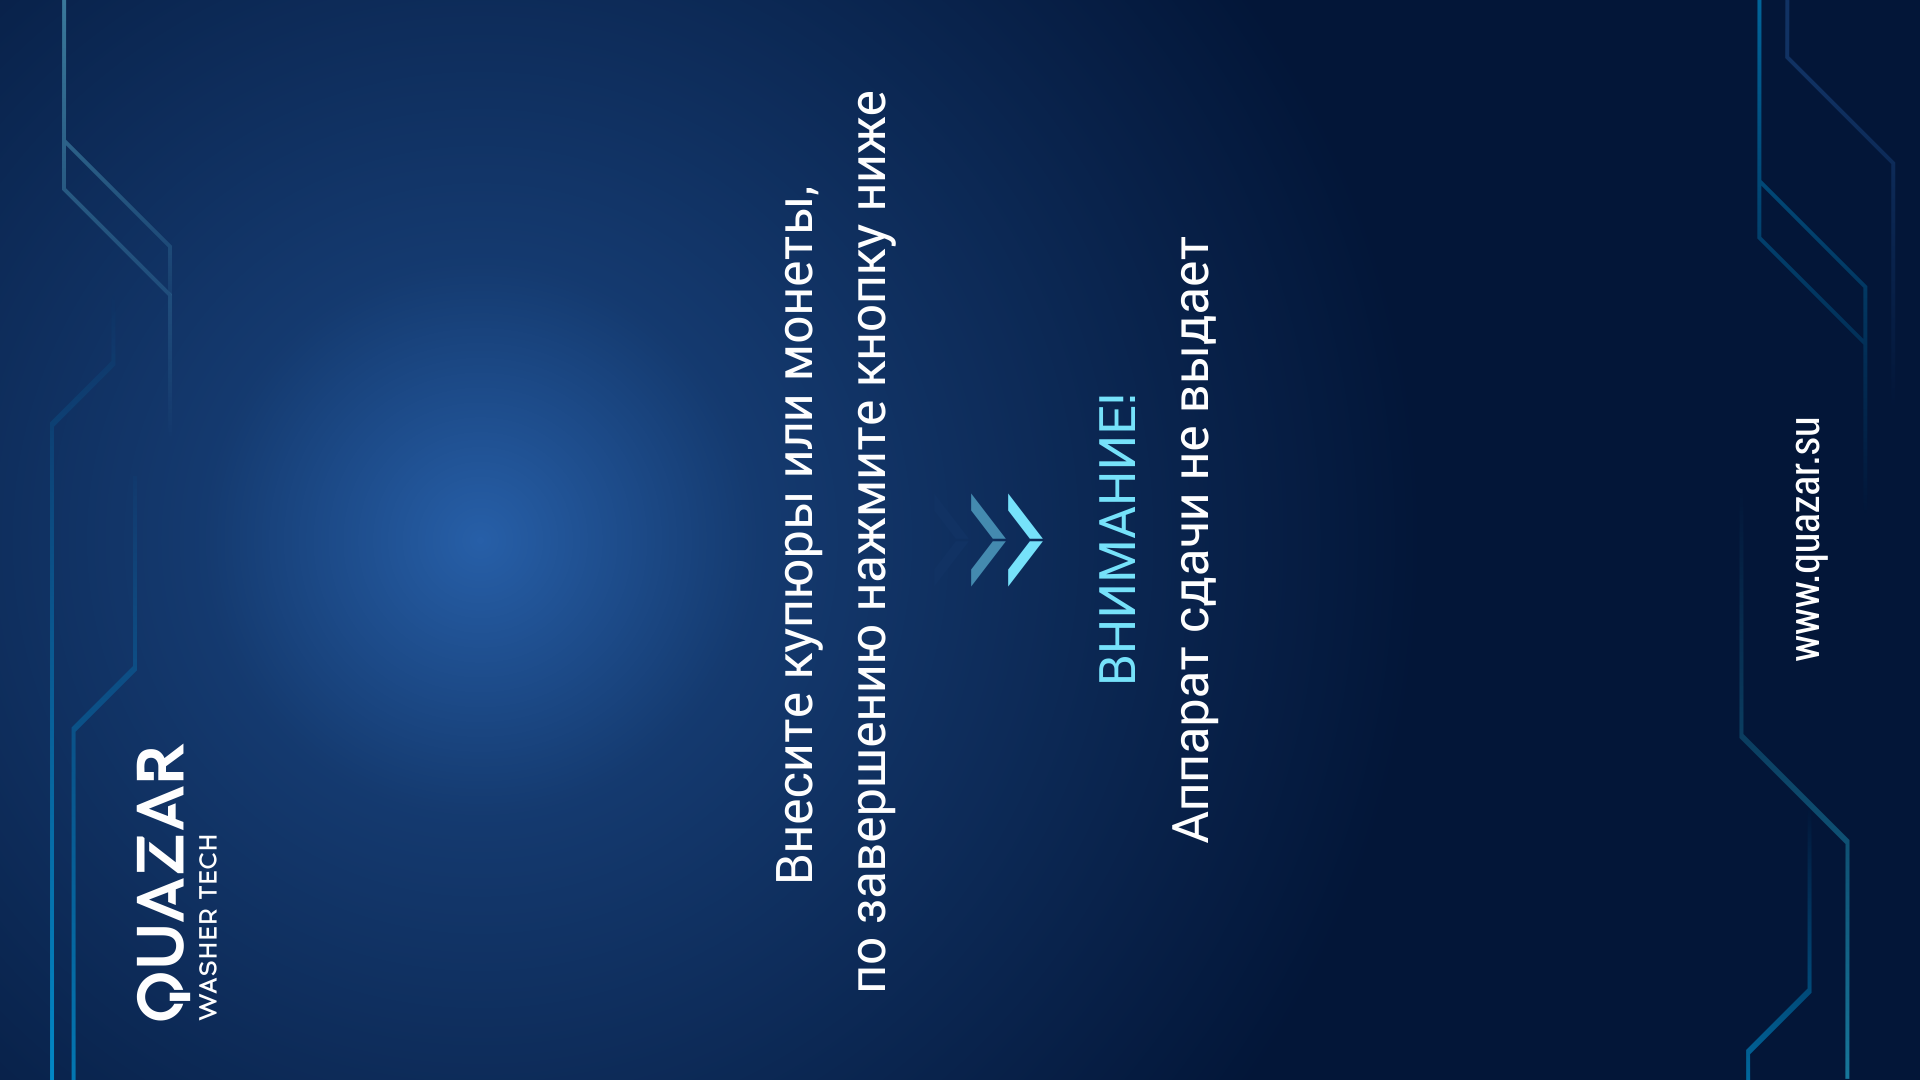 QUAZAR
WASHER TECH
Внесите купюры или монеты,
по завершению нажмите кнопку ниже
ВНИМАНИЕ!
Аппарат сдачи не выдает
www.quazar.su